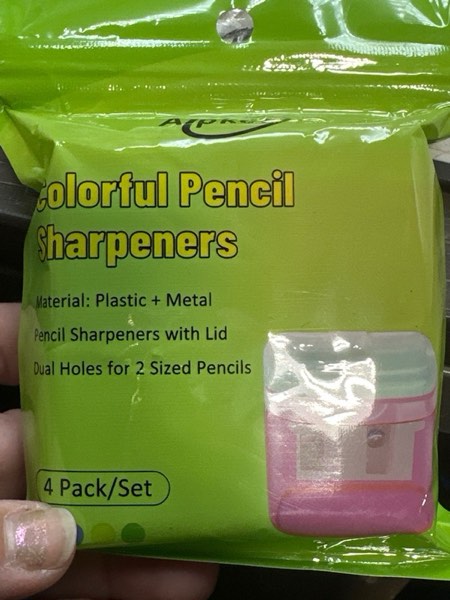 Colorful Pencil
Sharpeners
Material: Plastic + Metal
Pencil Sharpeners with Lid
Dual Holes for 2 Sized Pencils
4 Pack/Set